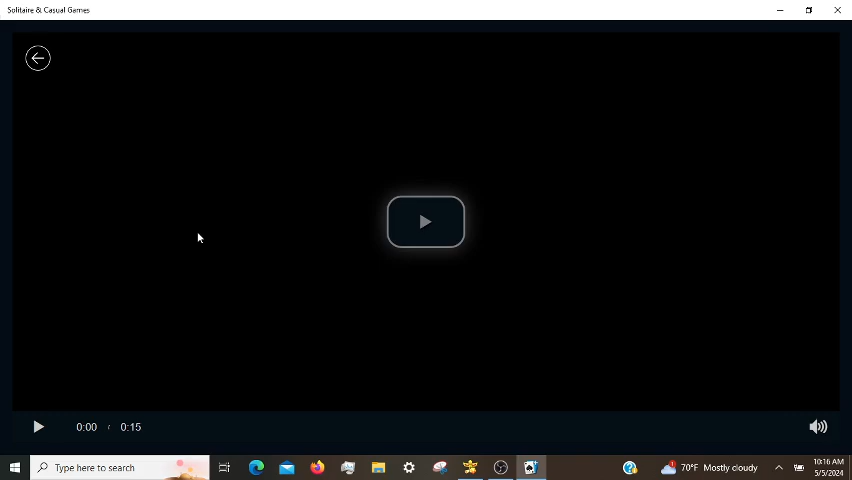 Solitaire & Casual Games
0:00 / 0:15
Type here to search
70°F Mostly cloudy
10:16 AM
5/5/2024